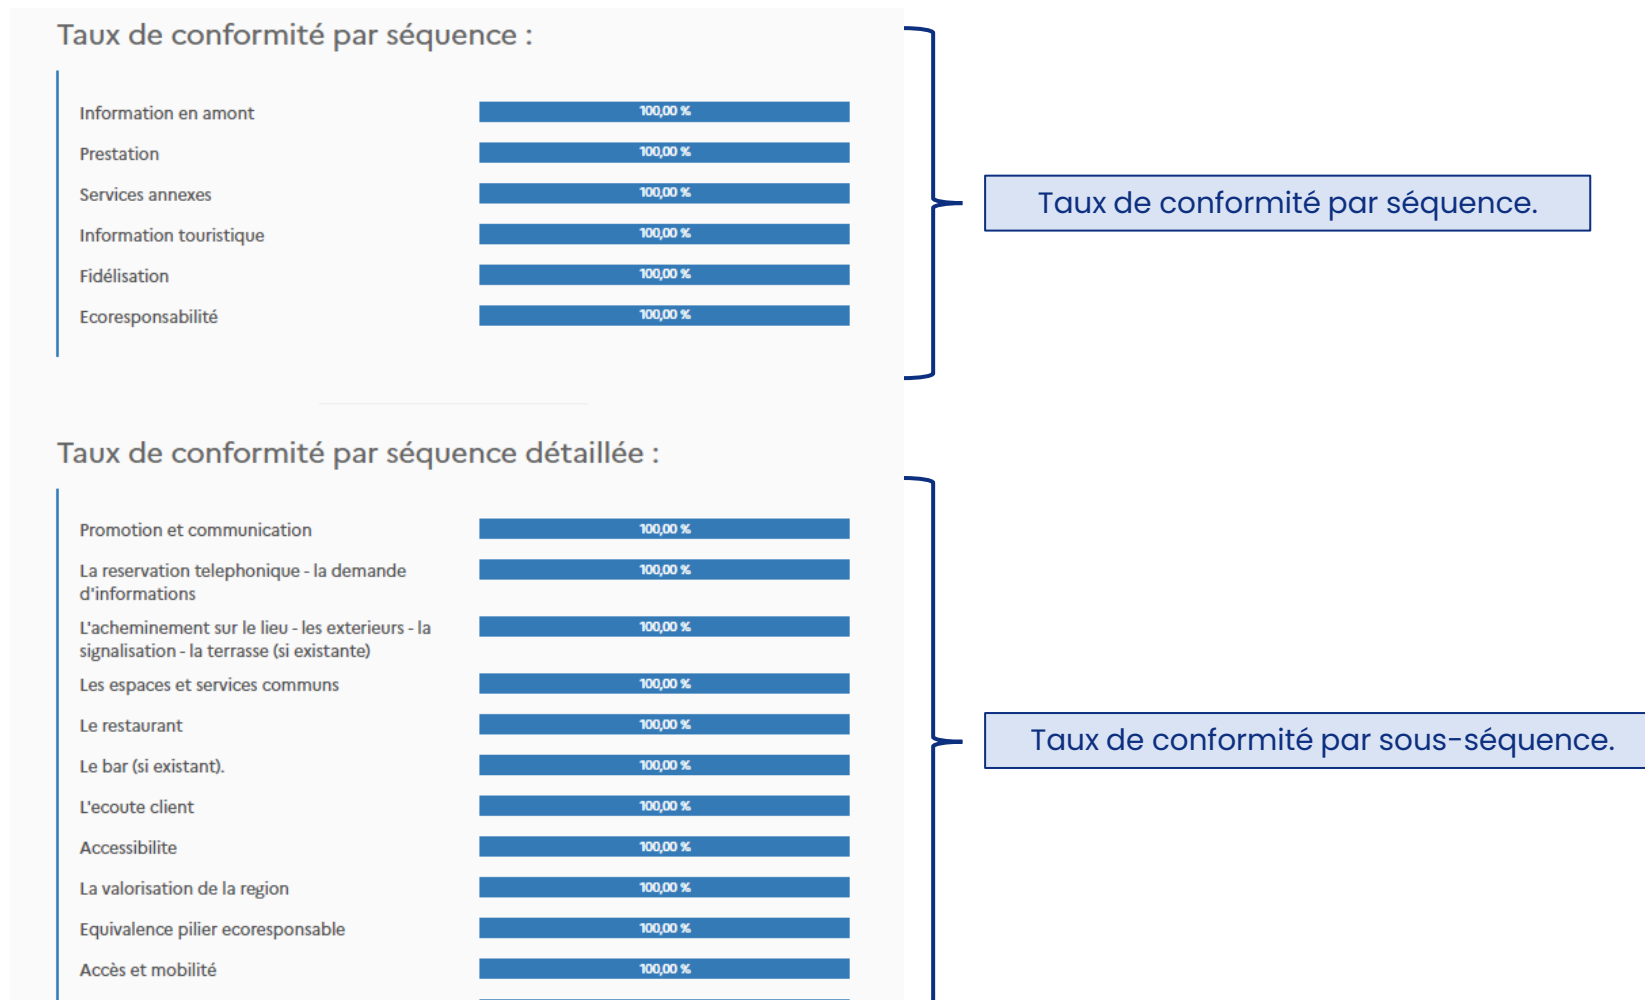 Taux de conformité par séquence :
Information en amont 100,00 %
Prestation 100,00 %
Services annexes 100,00 %
Information touristique 100,00 %
Fidélisation 100,00 %
Ecoresponsabilité 100,00 %
Taux de conformité par séquence.
Taux de conformité par séquence détaillée :
Promotion et communication 100,00 %
La reservation telephonique - la demande 100,00 %
d'informations
L'acheminement sur le lieu - les exterieurs - la 100,00 %
signalisation - la terrasse (si existante)
Les espaces et services communs 100,00 %
Le restaurant 100,00 %
Le bar (si existant). 100,00 %
L'ecoute client 100,00 %
Accessibilite 100,00 %
La valorisation de la region 100,00 %
Equivalence pilier ecoresponsable 100,00 %
Accès et mobilité 100,00 %
Taux de conformité par sous-séquence.